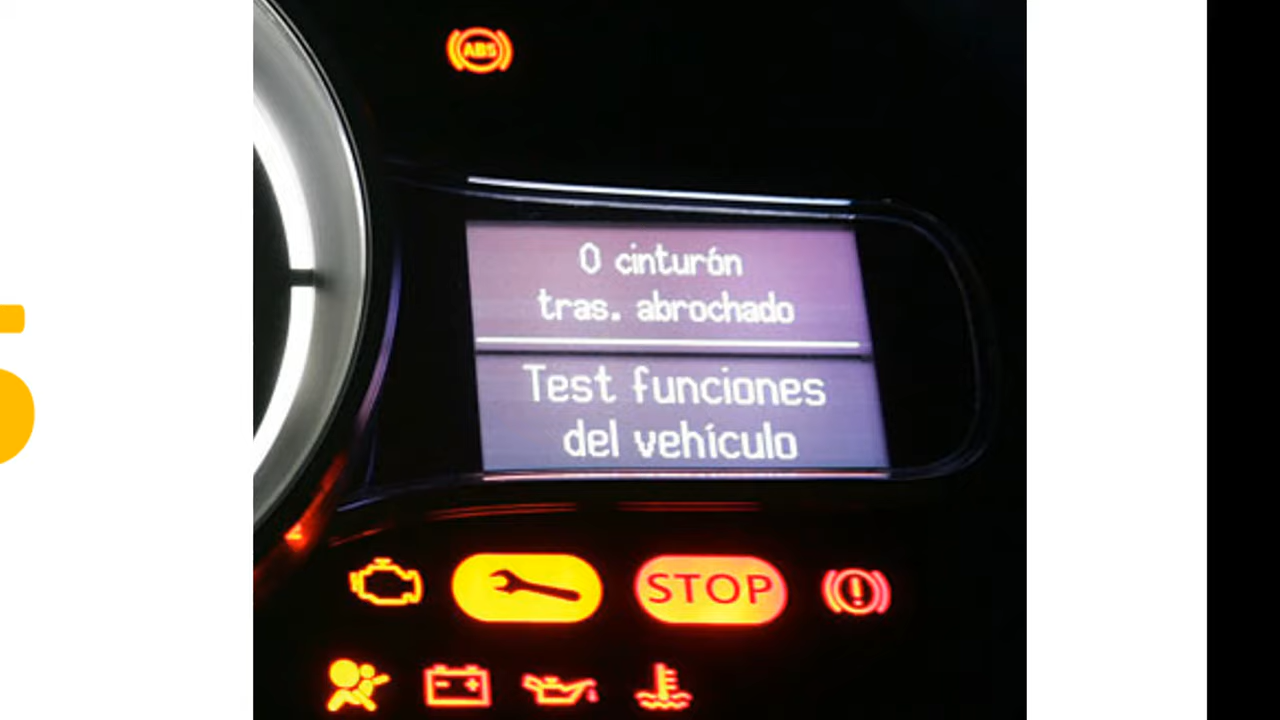 ABS
0 cinturón
tras. abrochado
Test funciones
del vehículo
STOP